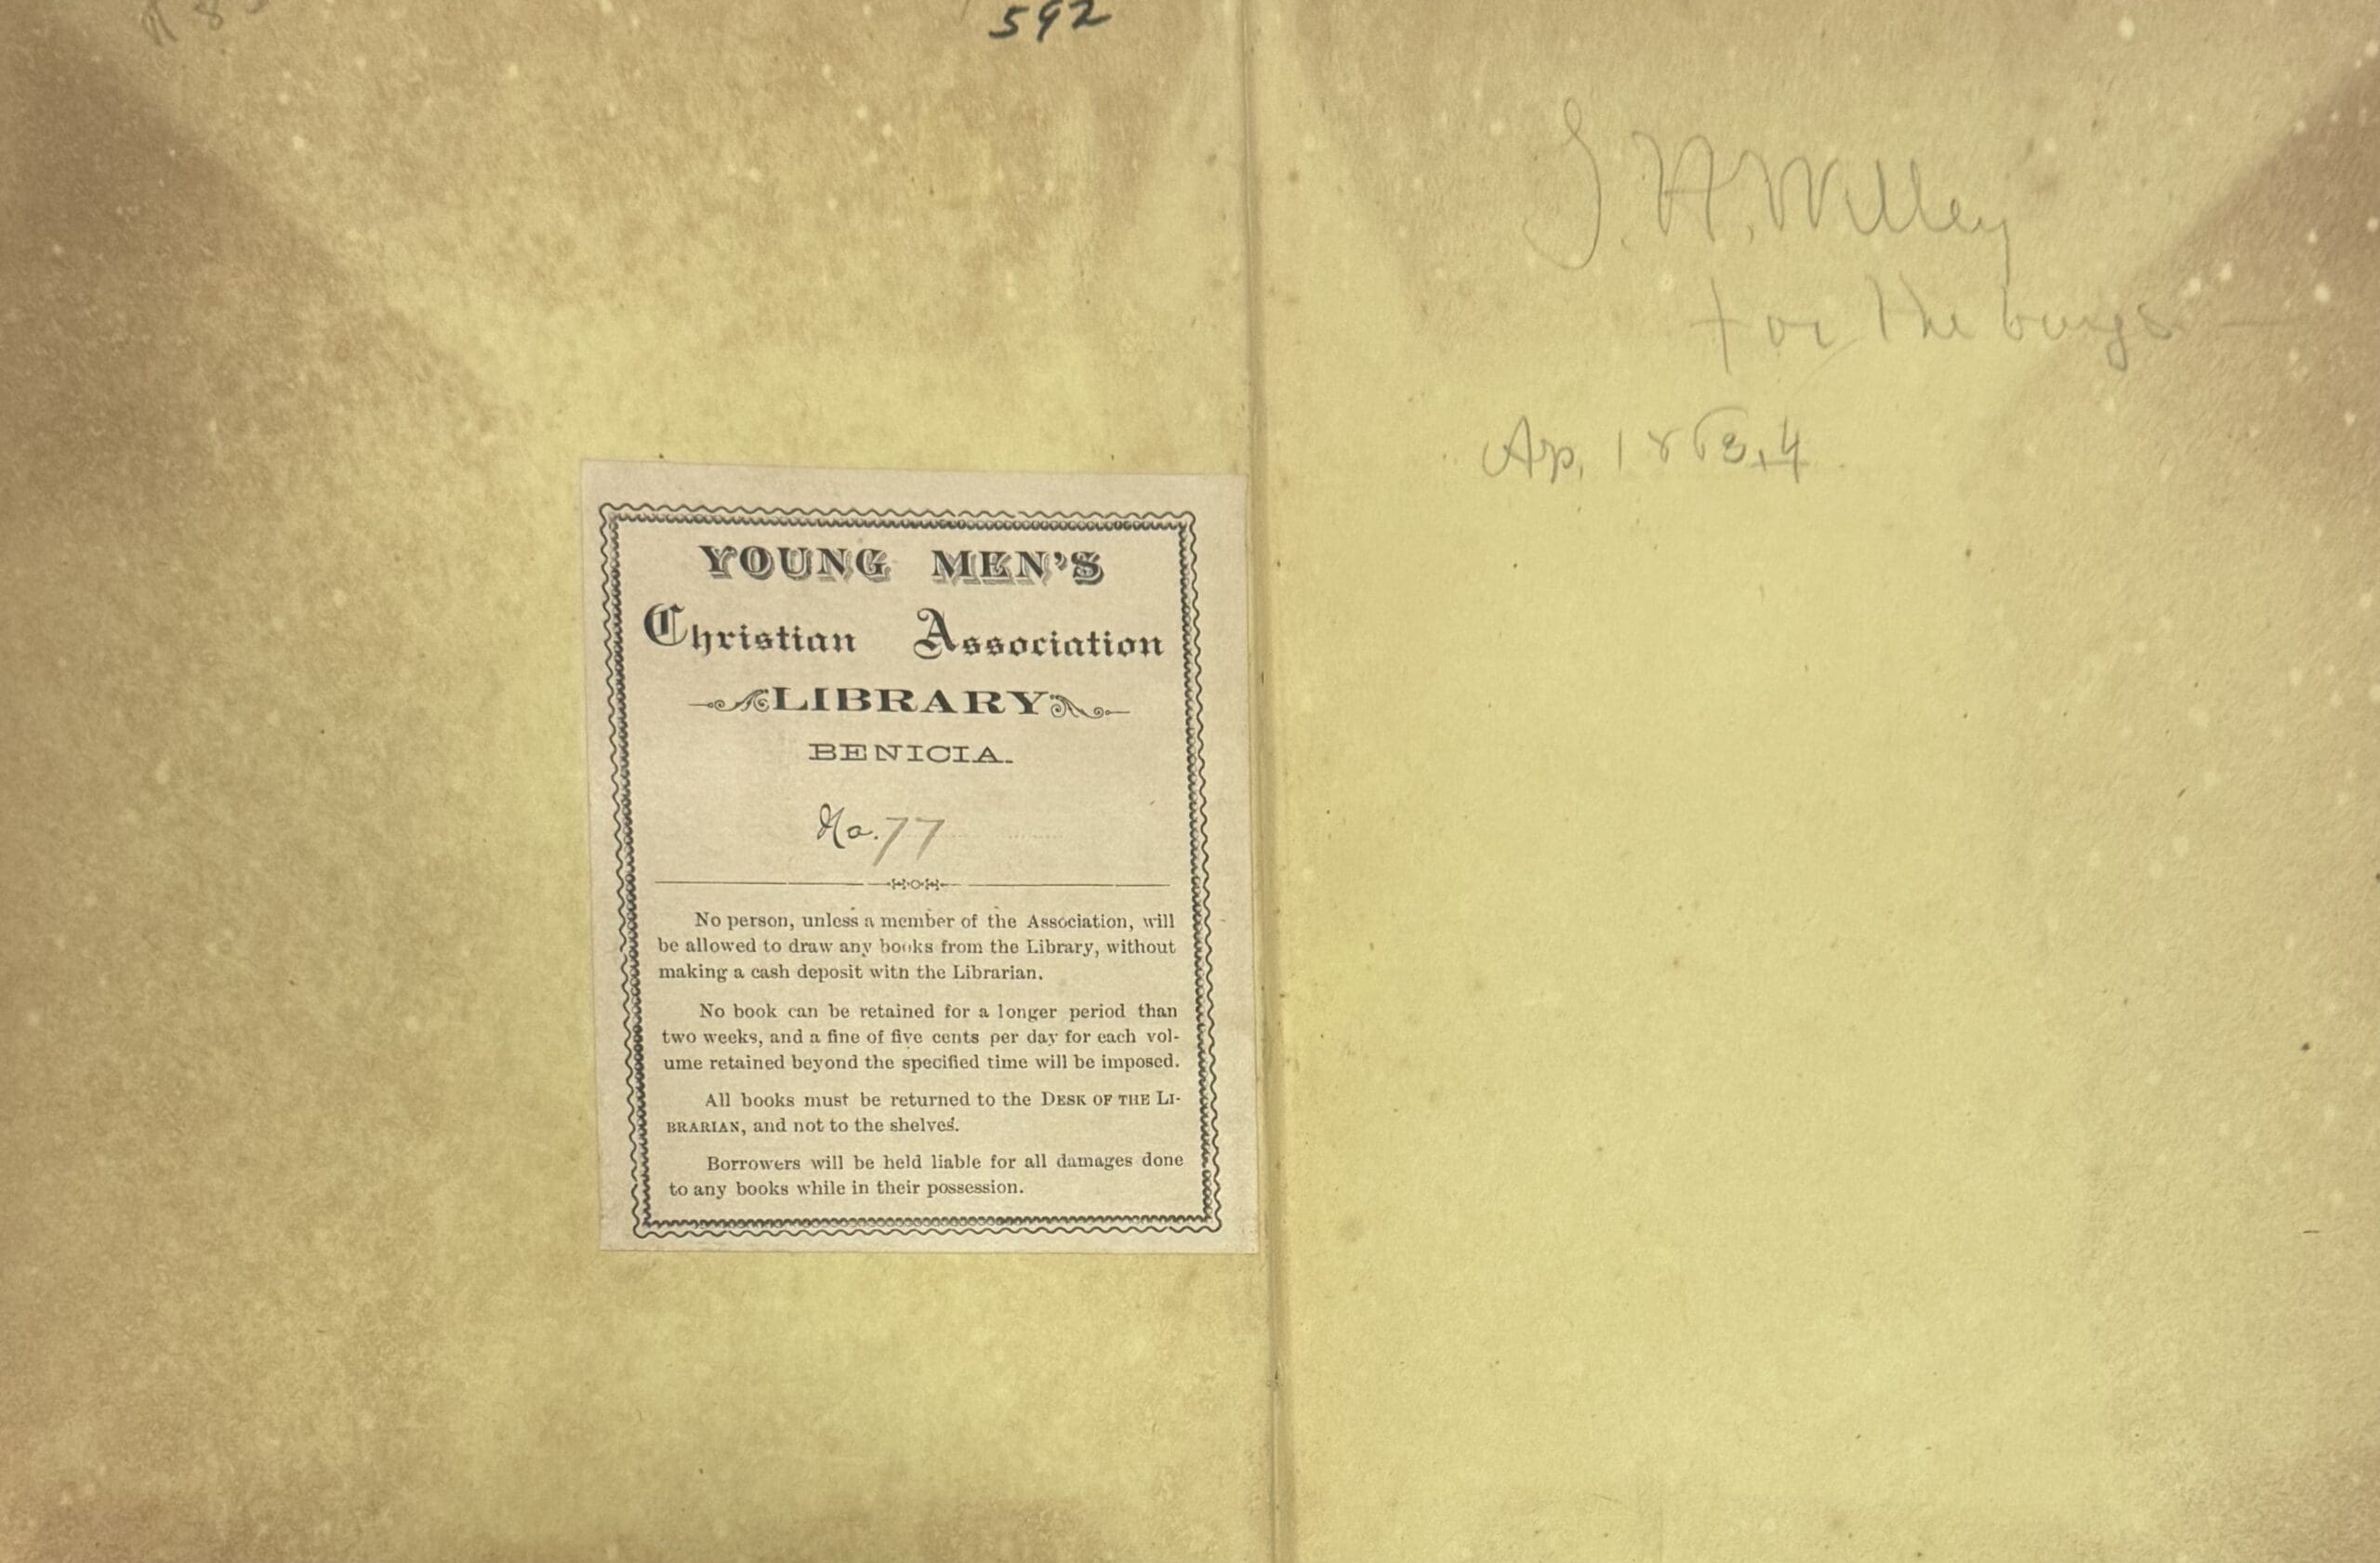 592
YOUNG MEN'S
Christian Association
LIBRARY
BENICIA.
No. 77
No person, unless a member of the Association, will
be allowed to draw any books from the Library, without
making a cash deposit with the Librarian.
No book can be retained for a longer period than
two weeks, and a fine of five cents per day for each vol-
ume retained beyond the specified time will be imposed.
All books must be returned to the DESK OF THE LI-
BRARIAN, and not to the shelves.
Borrowers will be held liable for all damages done
to any books while in their possession.
S. H. Willey
for the boys
Ap. 1863,4